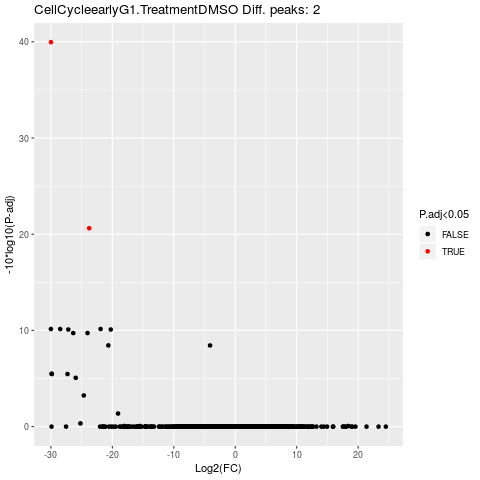 CellCycleearlyG1.TreatmentDMSO Diff. peaks: 2
40
30
20
10
0
-10*log10(P-adj)
-30 -20 -10 0 10 20
Log2(FC)
P.adj<0.05
FALSE
TRUE